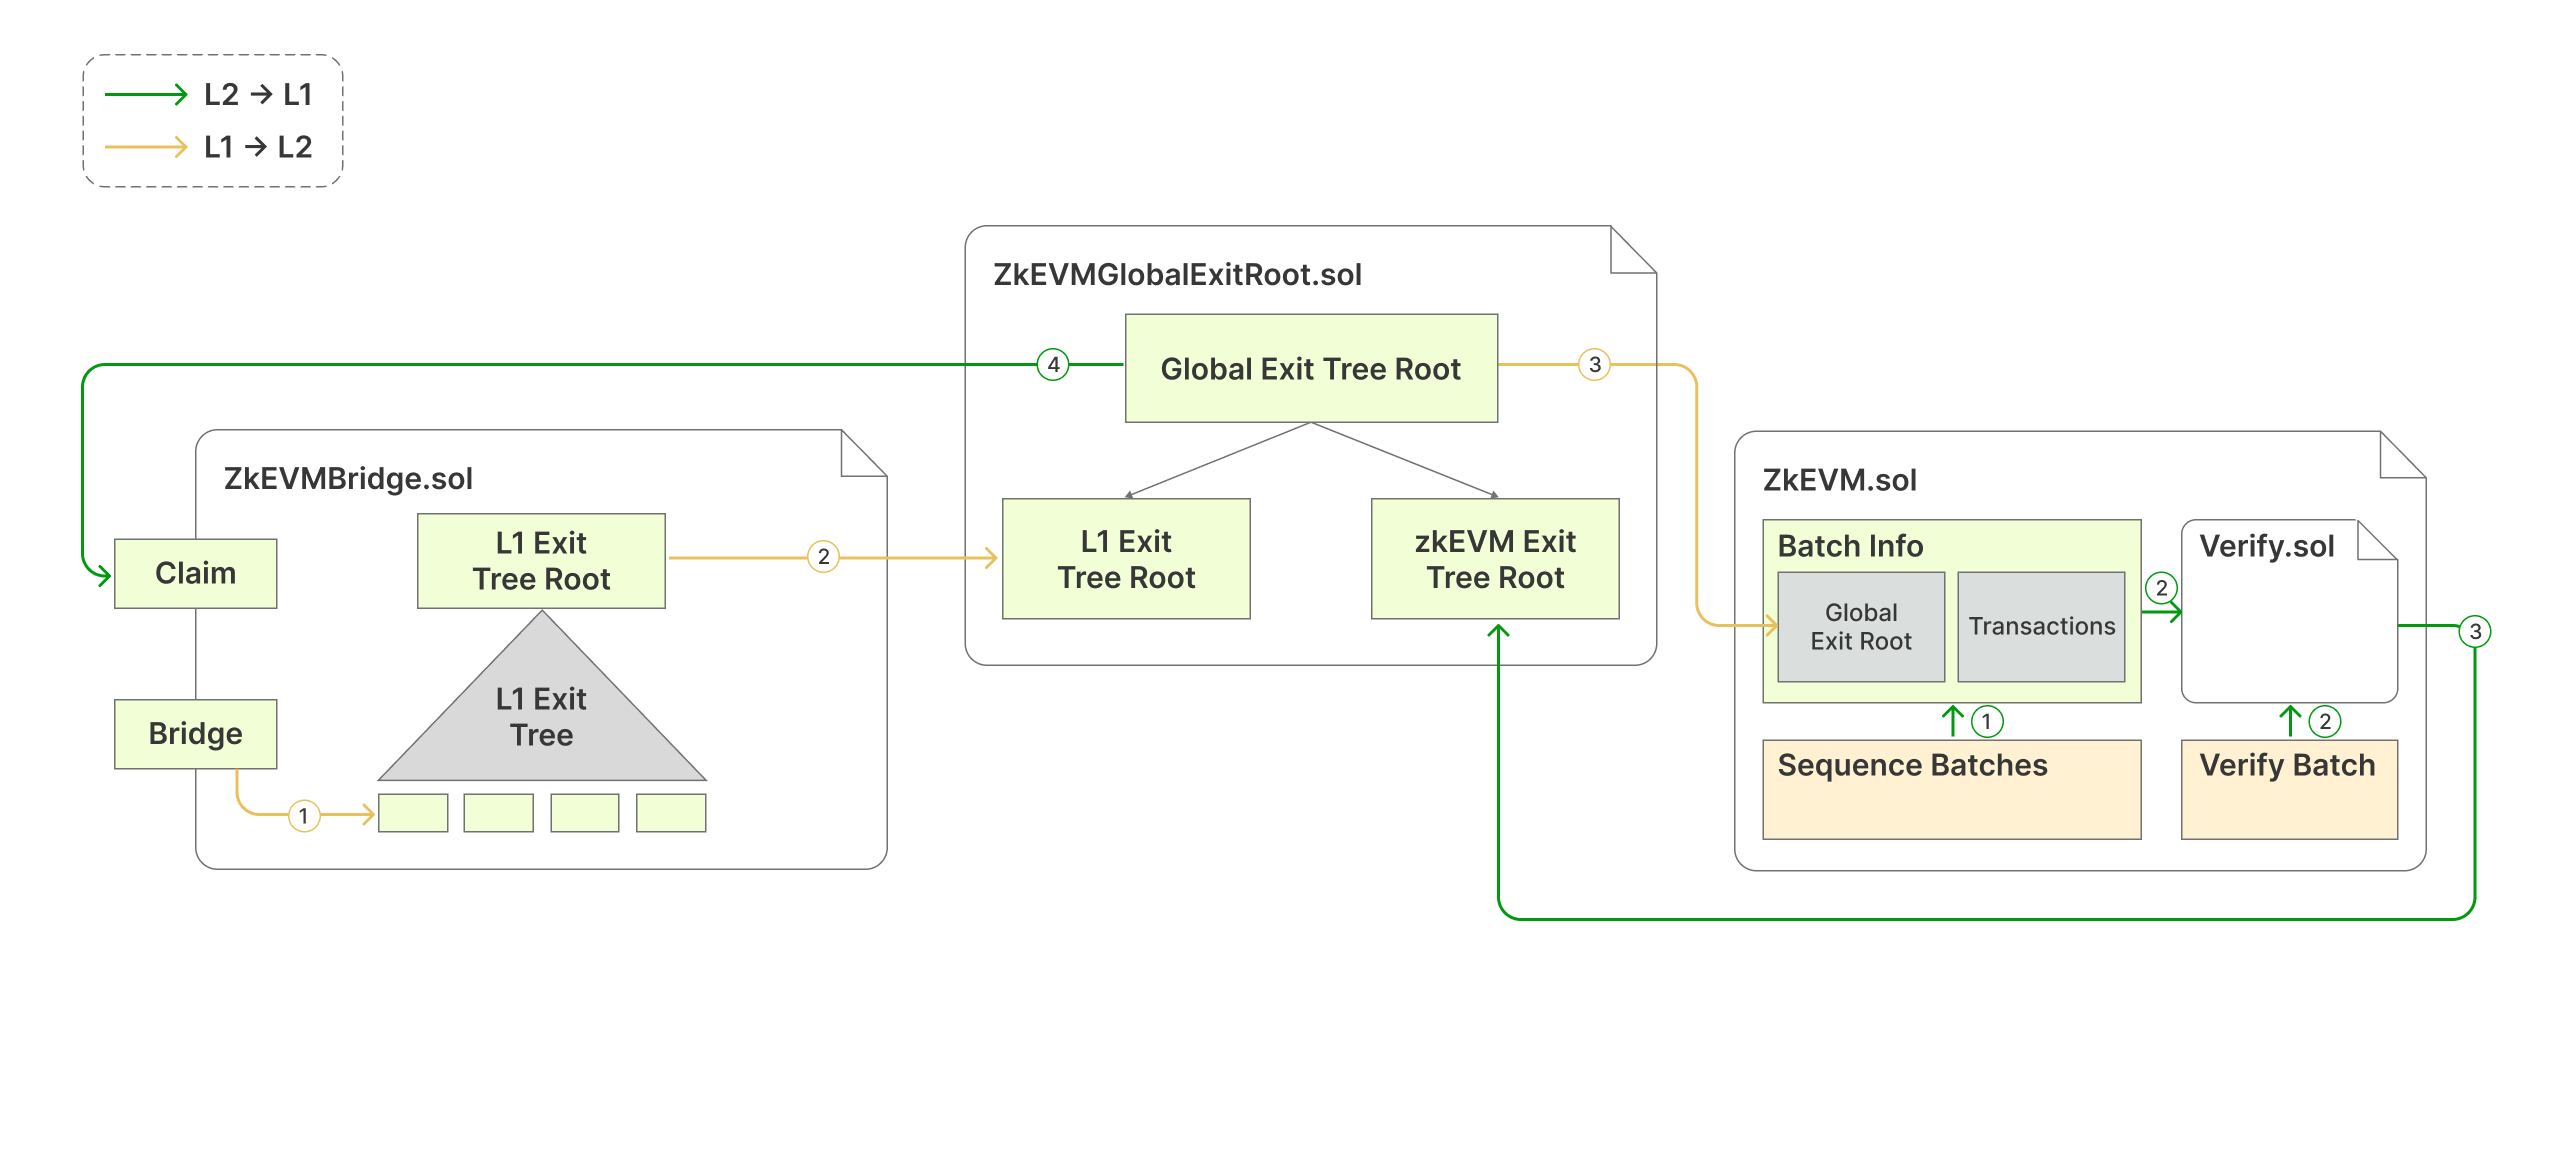 L2 → L1
L1 → L2
ZkEVMGlobalExitRoot.sol
Global Exit Tree Root
4
3
L1 Exit
Tree Root
zkEVM Exit
Tree Root
ZkEVMBridge.sol
L1 Exit
Tree Root
2
Claim
L1 Exit
Tree
Bridge
1
ZkEVM.sol
Batch Info
Global
Exit Root
Transactions
2
Verify.sol
3
1
2
Sequence Batches
Verify Batch